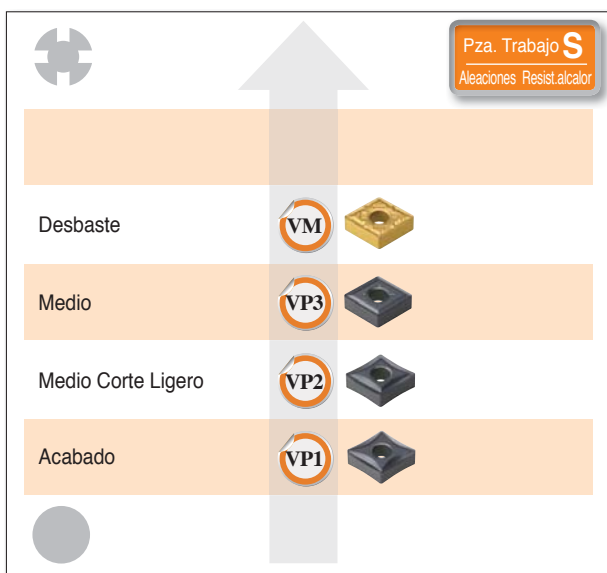 Pza. Trabajo S
Aleaciones Resist.alcalor
Desbaste VM
Medio VP3
Medio Corte Ligero VP2
Acabado VP1